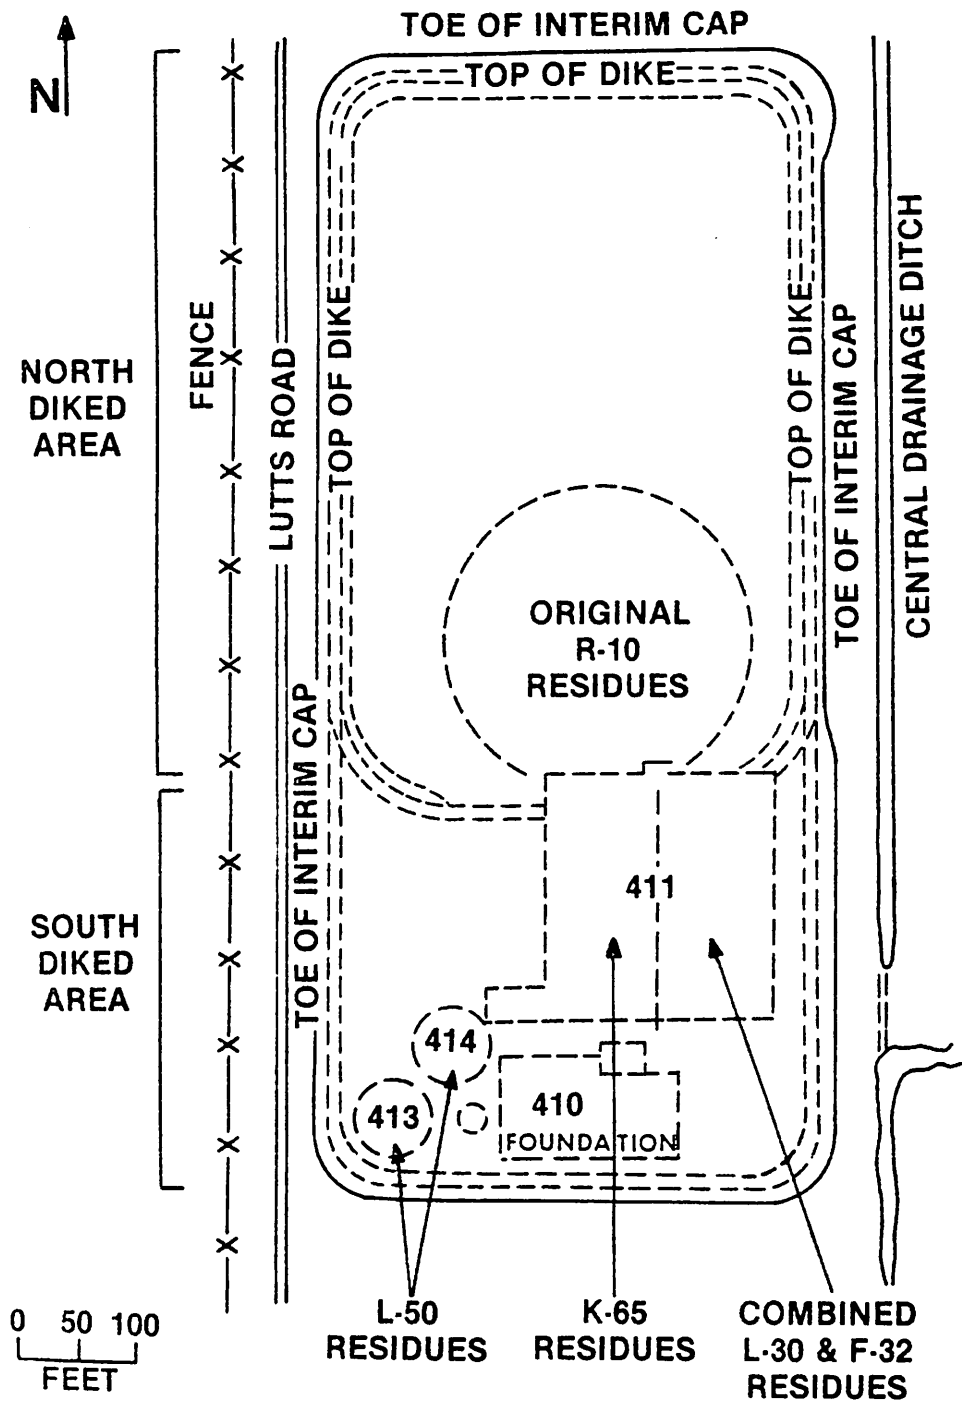 TOE OF INTERIM CAP
TOP OF DIKE
N
NORTH
DIKED
AREA
FENCE
LUTTS ROAD
TOP OF DIKE
TOP OF DIKE
TOE OF INTERIM CAP
CENTRAL DRAINAGE DITCH
ORIGINAL
R-10
RESIDUES
TOE OF INTERIM CAP
SOUTH
DIKED
AREA
411
414
413
410
FOUNDATION
0 50 100
FEET
L-50
RESIDUES
K-65
RESIDUES
COMBINED
L-30 & F-32
RESIDUES